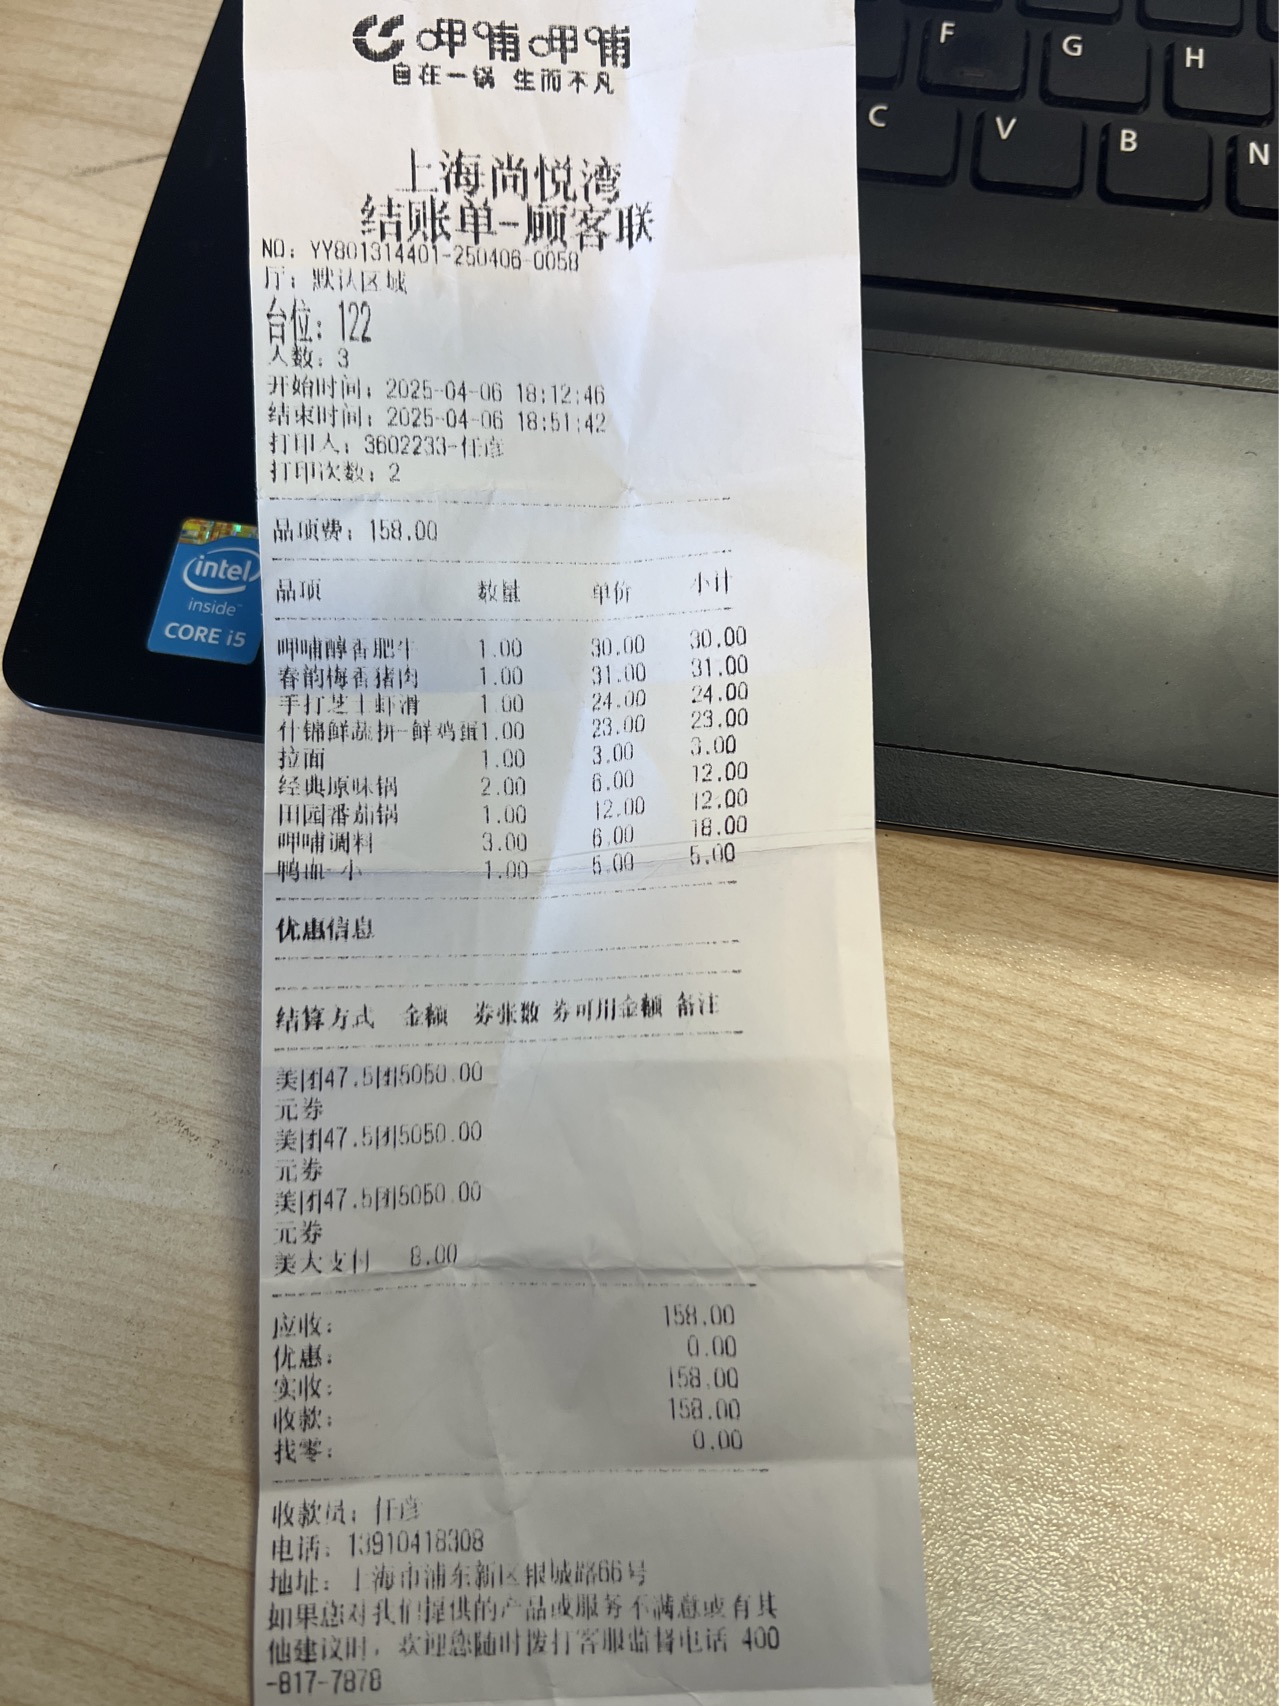 呷哺呷哺
自在一锅 生而不凡
上海尚悦湾
结账单-顾客联
NO: YY801314401-250406-0058
厅: 默认区域
台位: 122
人数: 3
开始时间: 2025-04-06 18:12:46
结束时间: 2025-04-06 18:51:42
打印人: 3602233-任彦
打印次数: 2
品项费: 158.00
品项 数量 单价 小计
呷哺醇香肥牛 1.00 30.00 30.00
春韵梅香猪肉 1.00 31.00 31.00
手打芝士虾滑 1.00 24.00 24.00
什锦鲜蔬拼-鲜鸡蛋1.00 23.00 23.00
拉面 1.00 3.00 3.00
经典原味锅 2.00 6.00 12.00
田园番茄锅 1.00 12.00 12.00
呷哺调料 3.00 6.00 18.00
鸭血-小 1.00 5.00 5.00
优惠信息
结算方式 金额 券张数 券可用金额 备注
美团47.5团5050.00
元券
美团47.5团5050.00
元券
美团47.5团5050.00
元券
美大支付 8.00
应收: 158.00
优惠: 0.00
实收: 158.00
收款: 158.00
找零: 0.00
收款员: 任彦
电话: 13910418308
地址: 上海市浦东新区银城路66号
如果您对我们提供的产品或服务不满意或有其
他建议时, 欢迎您随时拨打客服监督电话 400
-817-7878
intel
inside™
CORE i5
F
G
H
C
V
B
N